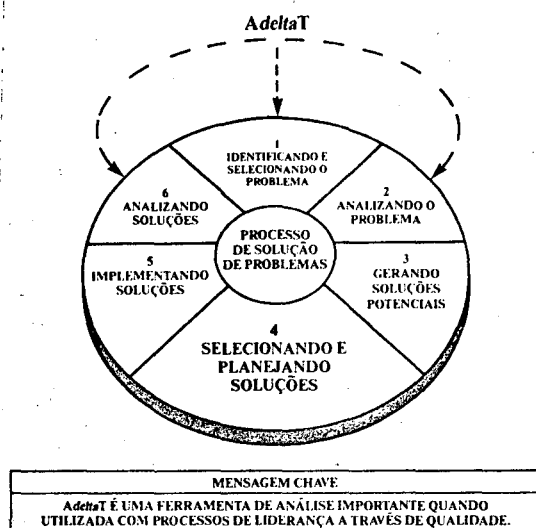 AdeltaT
1
IDENTIFICANDO E
SELECIONANDO O
PROBLEMA
2
ANALIZANDO O
PROBLEMA
3
GERANDO
SOLUÇÕES
POTENCIAIS
4
SELECIONANDO E
PLANEJANDO
SOLUÇÕES
5
IMPLEMENTANDO
SOLUÇÕES
6
ANALIZANDO
SOLUÇÕES
PROCESSO
DE SOLUÇÃO
DE PROBLEMAS
MENSAGEM CHAVE
AdeltaT É UMA FERRAMENTA DE ANÁLISE IMPORTANTE QUANDO
UTILIZADA COM PROCESSOS DE LIDERANÇA A TRAVÉS DE QUALIDADE.